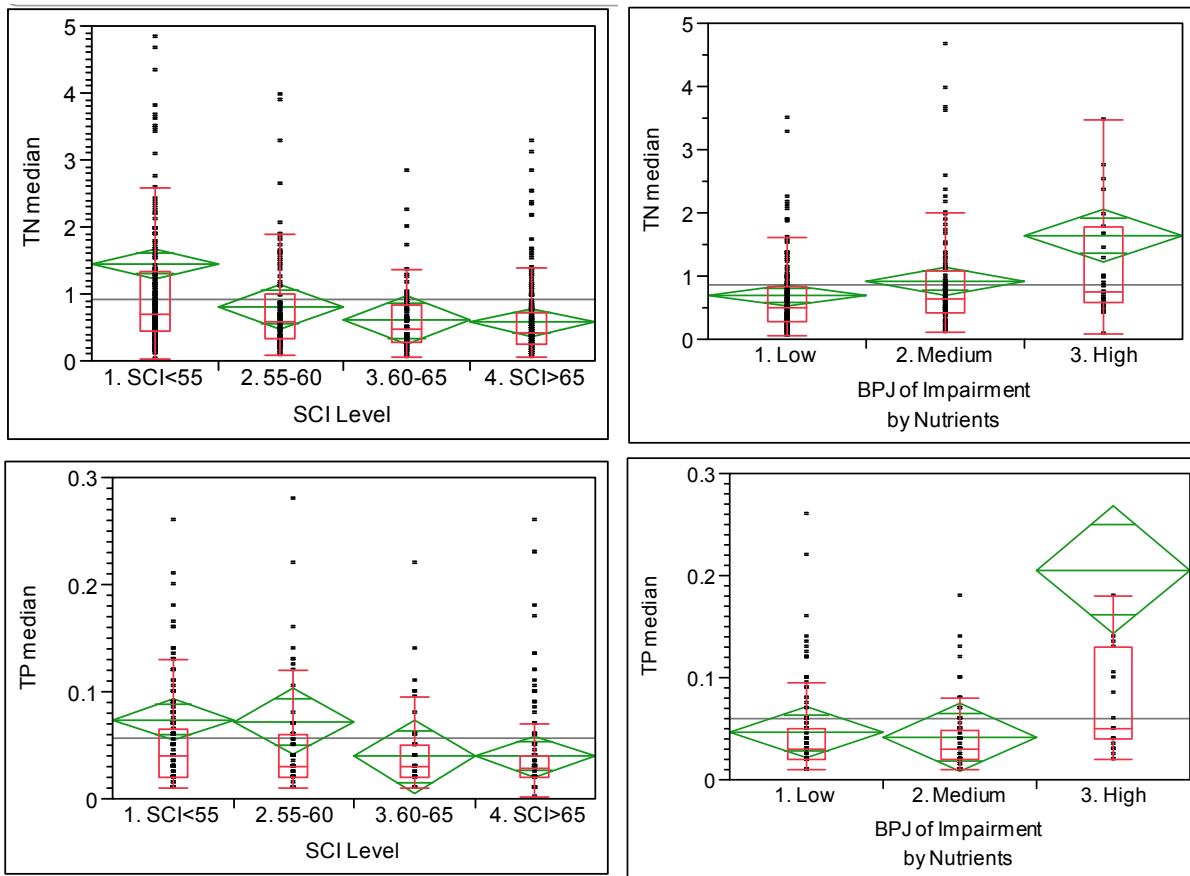 5
4
3
2
1
0
TN median
1. SCI<55
2. 55-60
3. 60-65
4. SCI>65
SCI Level
5
4
3
2
1
0
TN median
1. Low
2. Medium
3. High
BPJ of Impairment
by Nutrients
0.3
0.2
0.1
0
TP median
1. SCI<55
2. 55-60
3. 60-65
4. SCI>65
SCI Level
0.3
0.2
0.1
0
TP median
1. Low
2. Medium
3. High
BPJ of Impairment
by Nutrients